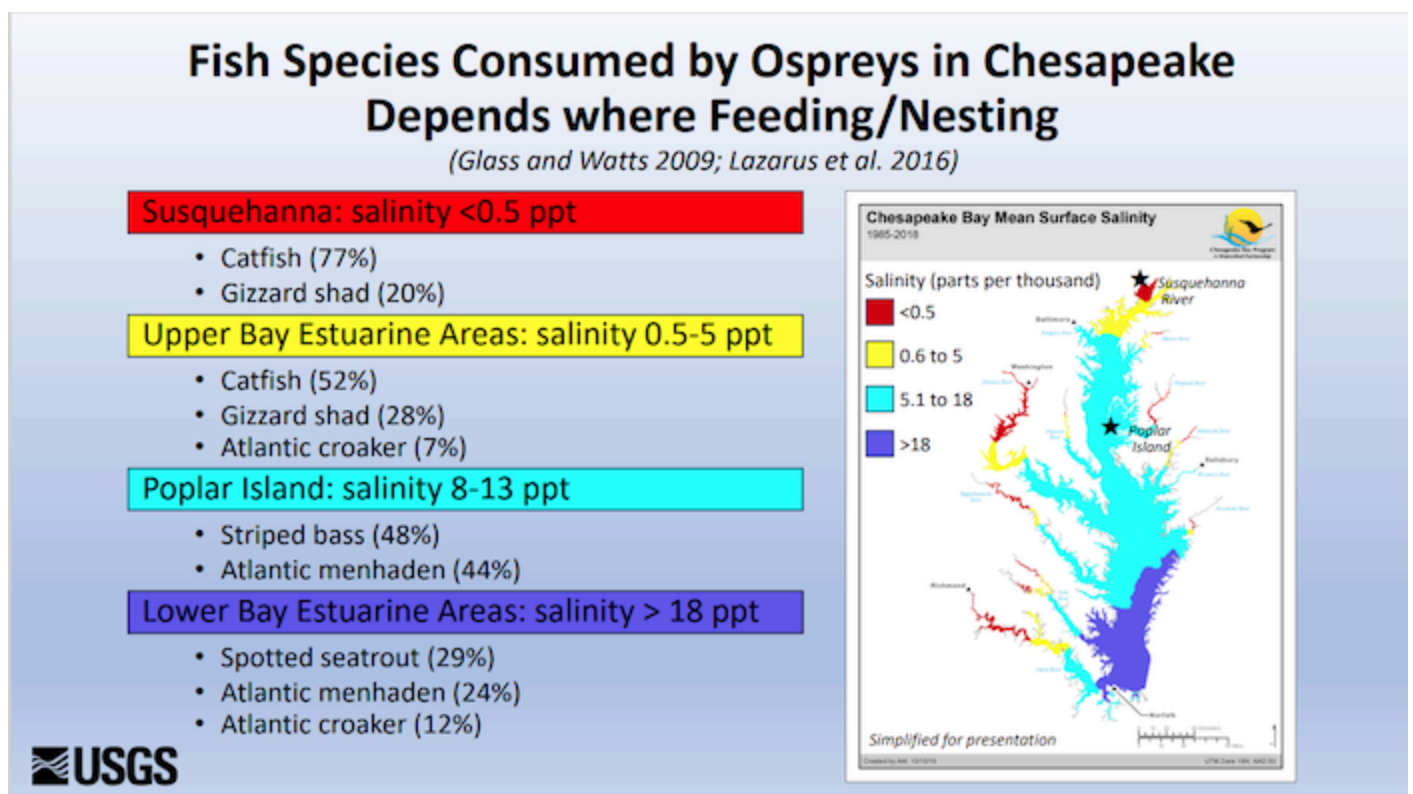 Fish Species Consumed by Ospreys in Chesapeake
Depends where Feeding/Nesting
(Glass and Watts 2009; Lazarus et al. 2016)
Susquehanna: salinity <0.5 ppt
• Catfish (77%)
• Gizzard shad (20%)
Upper Bay Estuarine Areas: salinity 0.5-5 ppt
• Catfish (52%)
• Gizzard shad (28%)
• Atlantic croaker (7%)
Poplar Island: salinity 8-13 ppt
• Striped bass (48%)
• Atlantic menhaden (44%)
Lower Bay Estuarine Areas: salinity > 18 ppt
• Spotted seatrout (29%)
• Atlantic menhaden (24%)
• Atlantic croaker (12%)
USGS
Chesapeake Bay Mean Surface Salinity
1985-2018
Chesapeake Bay Program
Salinity (parts per thousand)
<0.5
0.6 to 5
5.1 to 18
>18
Susquehanna
River
Baltimore
Washington
Poplar
Island
Salisbury
Richmond
Norfolk
Simplified for presentation